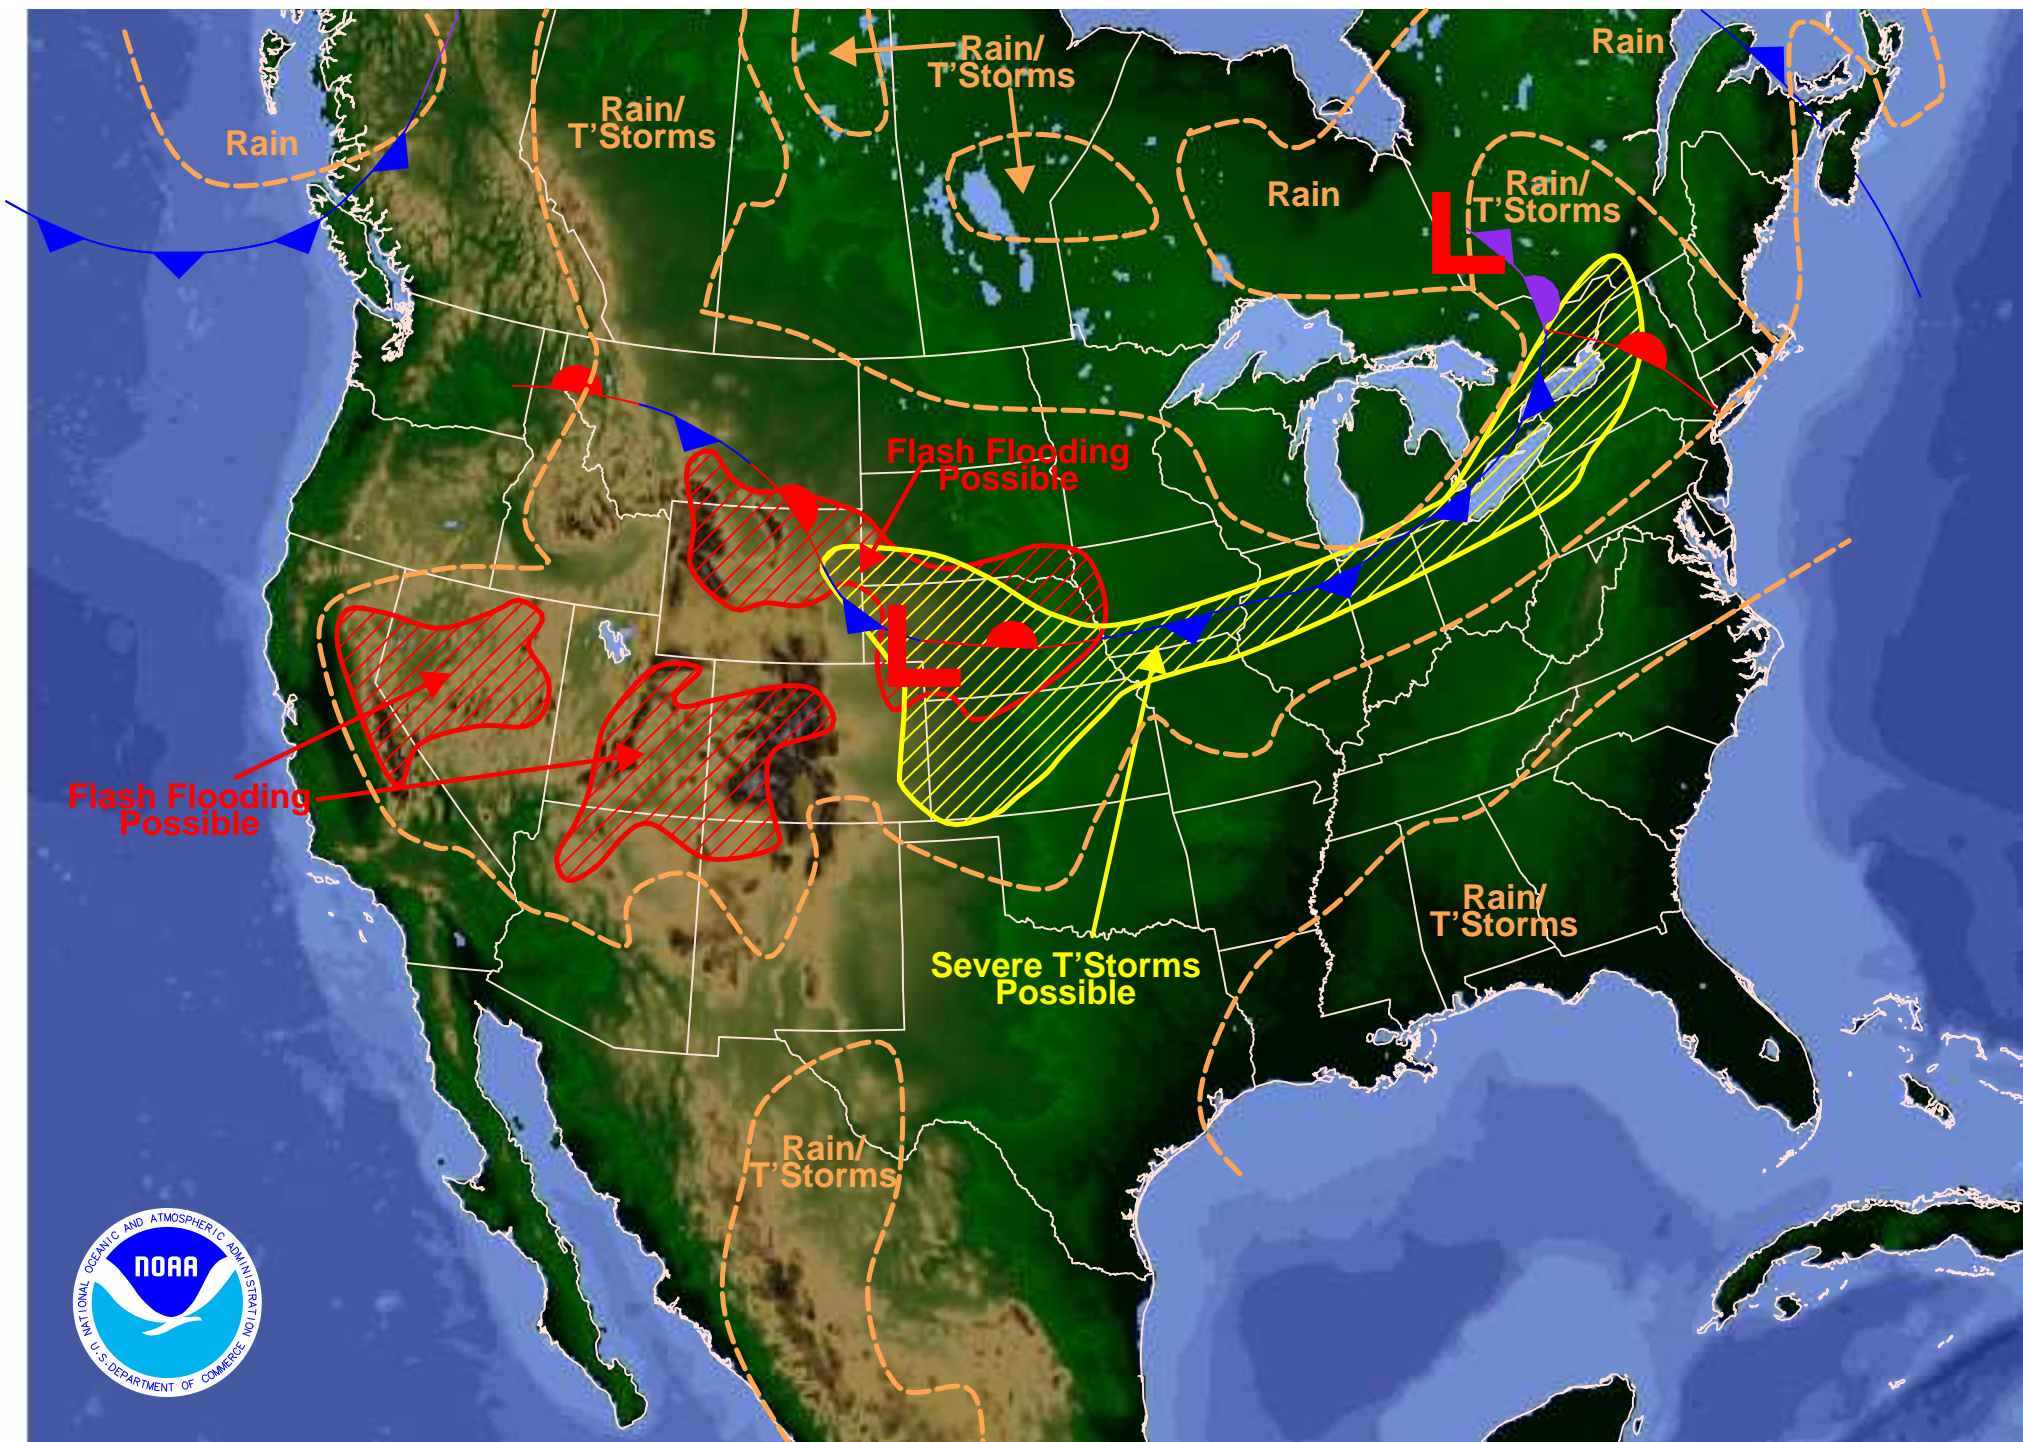 Rain/
T'Storms
Rain
Rain/
T'Storms
Rain
Rain
Rain/
T'Storms
Flash Flooding
Possible
Flash Flooding
Possible
Rain/
T'Storms
Severe T'Storms
Possible
Rain/
T'Storms
NATIONAL OCEANIC AND ATMOSPHERIC ADMINISTRATION
NOAA
U.S. DEPARTMENT OF COMMERCE
L
L